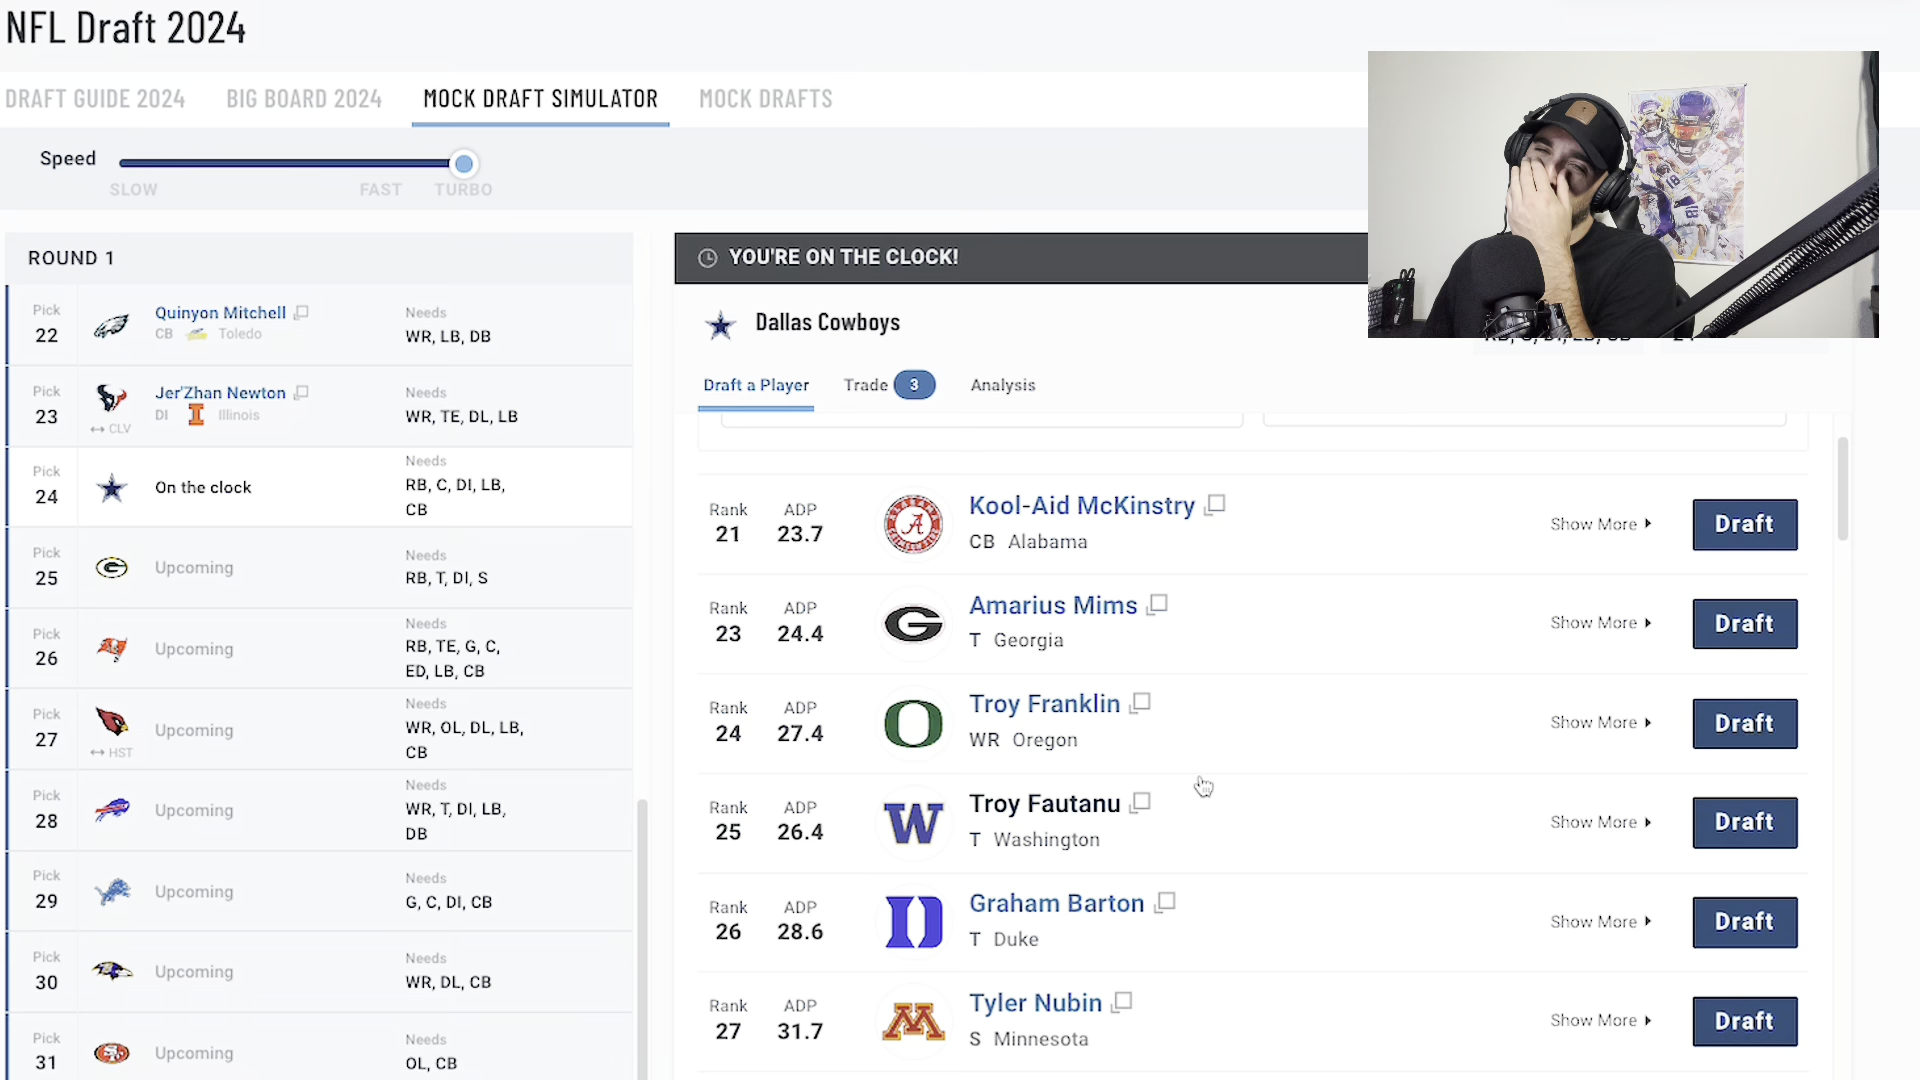 NFL Draft 2024
DRAFT GUIDE 2024 BIG BOARD 2024 MOCK DRAFT SIMULATOR MOCK DRAFTS
Speed
SLOW FAST TURBO
ROUND 1
Pick 22
Quinyon Mitchell
CB Toledo
Needs
WR, LB, DB
Pick 23
CLV
Jer'Zhan Newton
DI Illinois
Needs
WR, TE, DL, LB
Pick 24
On the clock
Needs
RB, C, DI, LB,
CB
Pick 25
Upcoming
Needs
RB, T, DI, S
Pick 26
Upcoming
Needs
RB, TE, G, C,
ED, LB, CB
Pick 27
HST
Upcoming
Needs
WR, OL, DL, LB,
CB
Pick 28
Upcoming
Needs
WR, T, DI, LB,
DB
Pick 29
Upcoming
Needs
G, C, DI, CB
Pick 30
Upcoming
Needs
WR, DL, CB
Pick 31
Upcoming
Needs
OL, CB
YOU'RE ON THE CLOCK!
Dallas Cowboys
Draft a Player Trade 3 Analysis
Rank 21
ADP 23.7
Kool-Aid McKinstry
CB Alabama
Show More
Draft
Rank 23
ADP 24.4
Amarius Mims
T Georgia
Show More
Draft
Rank 24
ADP 27.4
Troy Franklin
WR Oregon
Show More
Draft
Rank 25
ADP 26.4
Troy Fautanu
T Washington
Show More
Draft
Rank 26
ADP 28.6
Graham Barton
T Duke
Show More
Draft
Rank 27
ADP 31.7
Tyler Nubin
S Minnesota
Show More
Draft